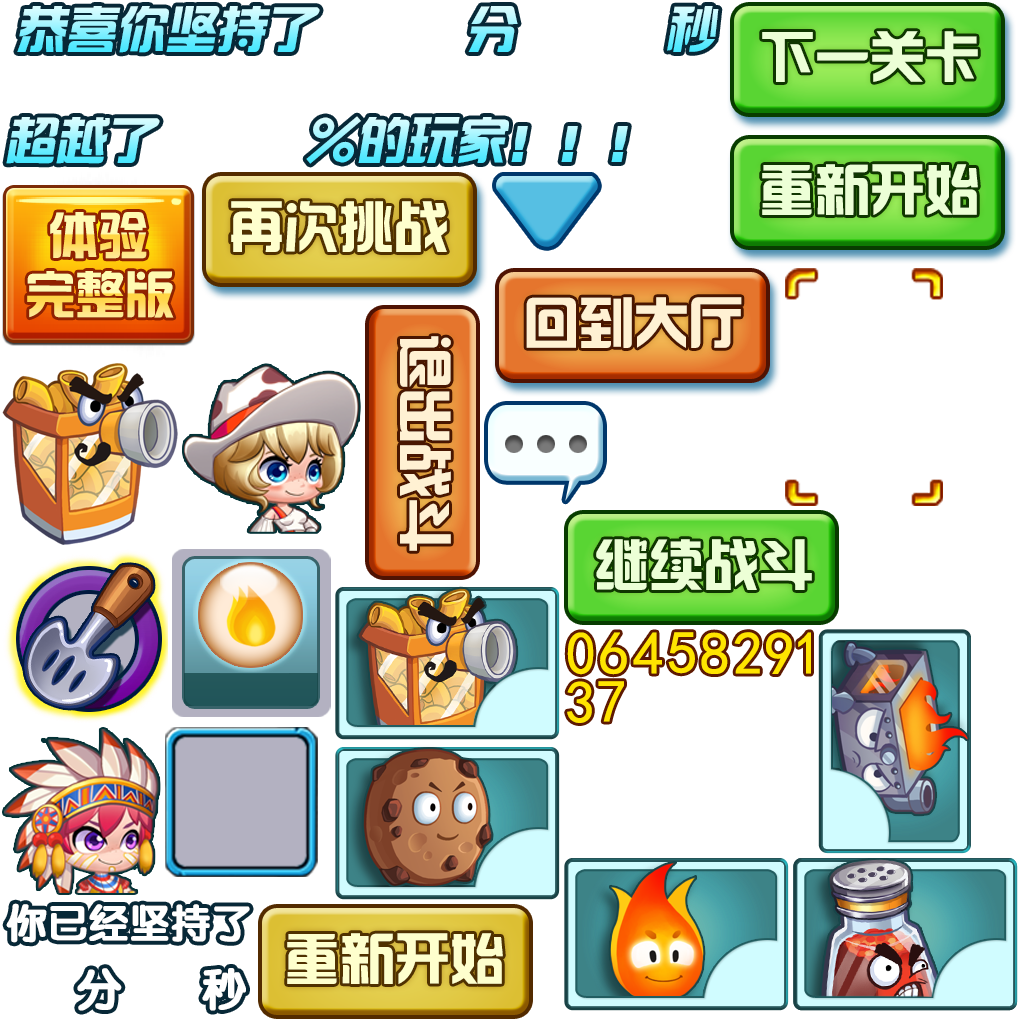 恭喜你坚持了 分 秒
下一关卡
超越了 %的玩家！！！
重新开始
体验
完整版
再次挑战
回到大厅
退出战斗
继续战斗
06458291
37
你已经坚持了
分 秒
重新开始